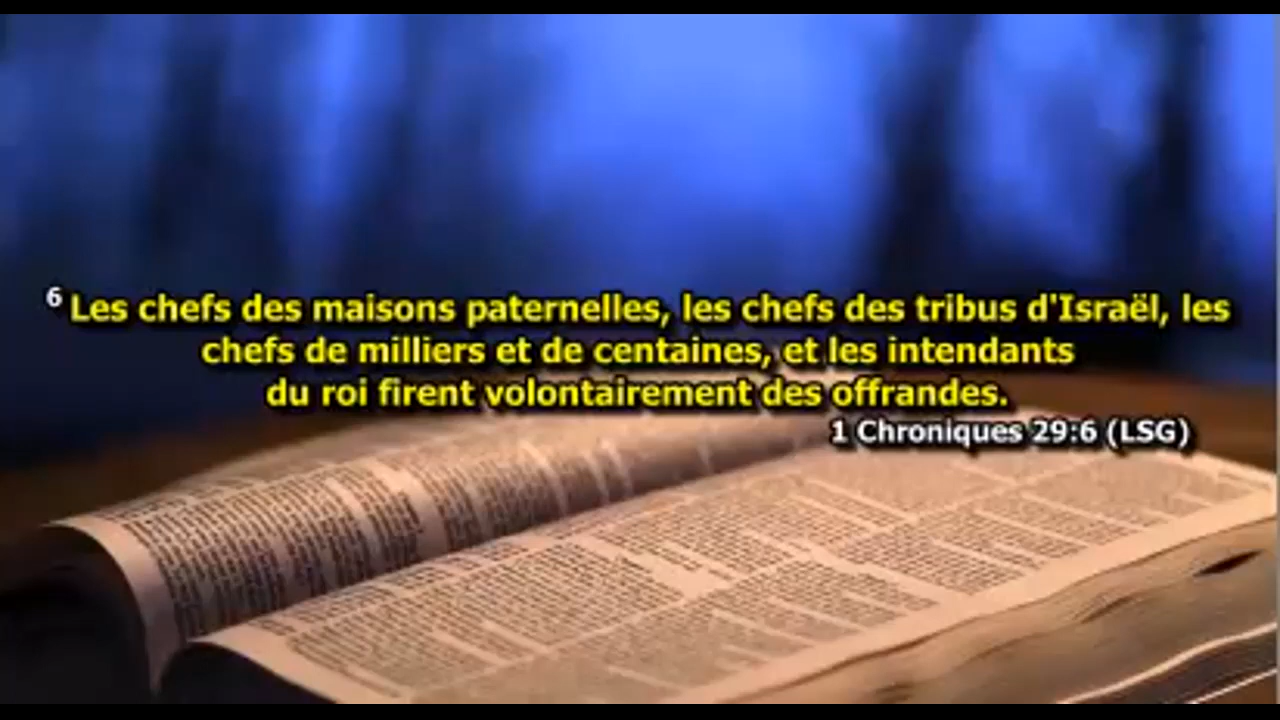 6 Les chefs des maisons paternelles, les chefs des tribus d'Israël, les
chefs de milliers et de centaines, et les intendants
du roi firent volontairement des offrandes.
1 Chroniques 29:6 (LSG)